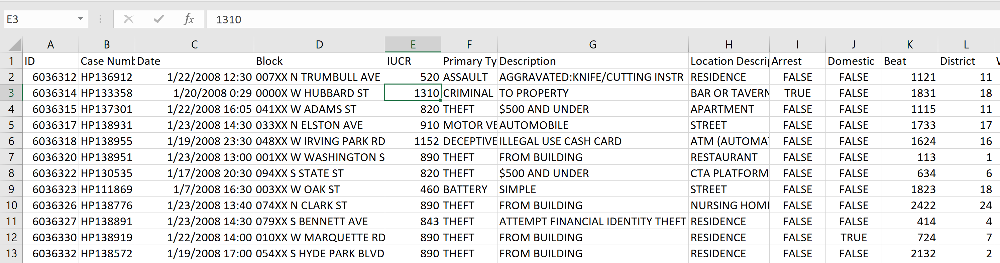 E3 fx 1310
A B C D E F G H I J K L
1 ID Case Numb Date Block IUCR Primary Ty Description Location Descrip Arrest Domestic Beat District
2 6036312 HP136912 1/22/2008 12:30 007XX N TRUMBULL AVE 520 ASSAULT AGGRAVATED:KNIFE/CUTTING INSTR RESIDENCE FALSE FALSE 1121 11
3 6036314 HP133358 1/20/2008 0:29 0000X W HUBBARD ST 1310 CRIMINAL TO PROPERTY BAR OR TAVERN TRUE FALSE 1831 18
4 6036315 HP137301 1/22/2008 16:05 041XX W ADAMS ST 820 THEFT $500 AND UNDER APARTMENT FALSE FALSE 1115 11
5 6036317 HP138931 1/23/2008 14:30 033XX N ELSTON AVE 910 MOTOR VE AUTOMOBILE STREET FALSE FALSE 1733 17
6 6036318 HP138955 1/19/2008 23:30 048XX W IRVING PARK RD 1152 DECEPTIVE ILLEGAL USE CASH CARD ATM (AUTOMAT FALSE FALSE 1624 16
7 6036320 HP138951 1/23/2008 13:00 001XX W WASHINGTON S 890 THEFT FROM BUILDING RESTAURANT FALSE FALSE 113 1
8 6036322 HP130535 1/17/2008 20:30 094XX S STATE ST 820 THEFT $500 AND UNDER CTA PLATFORM FALSE FALSE 634 6
9 6036323 HP111869 1/7/2008 16:30 003XX W OAK ST 460 BATTERY SIMPLE STREET FALSE FALSE 1823 18
10 6036326 HP138776 1/23/2008 13:40 074XX N CLARK ST 890 THEFT FROM BUILDING NURSING HOME FALSE FALSE 2422 24
11 6036327 HP138891 1/23/2008 14:30 079XX S BENNETT AVE 843 THEFT ATTEMPT FINANCIAL IDENTITY THEFT RESIDENCE FALSE FALSE 414 4
12 6036330 HP138919 1/22/2008 14:00 010XX W MARQUETTE RD 890 THEFT FROM BUILDING RESIDENCE FALSE TRUE 724 7
13 6036332 HP138572 1/19/2008 17:00 054XX S HYDE PARK BLVD 890 THEFT FROM BUILDING RESIDENCE FALSE FALSE 2132 2